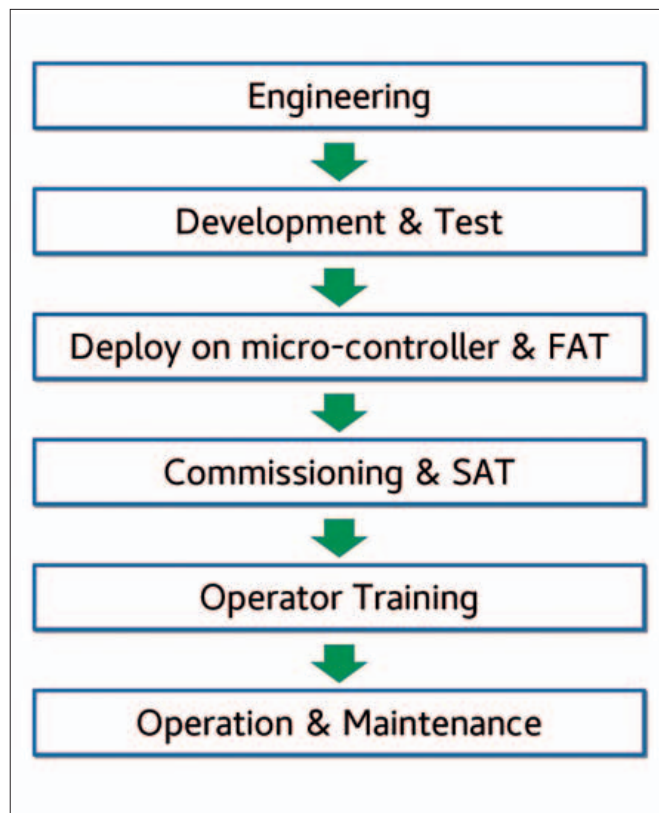 Engineering
Development & Test
Deploy on micro-controller & FAT
Commissioning & SAT
Operator Training
Operation & Maintenance